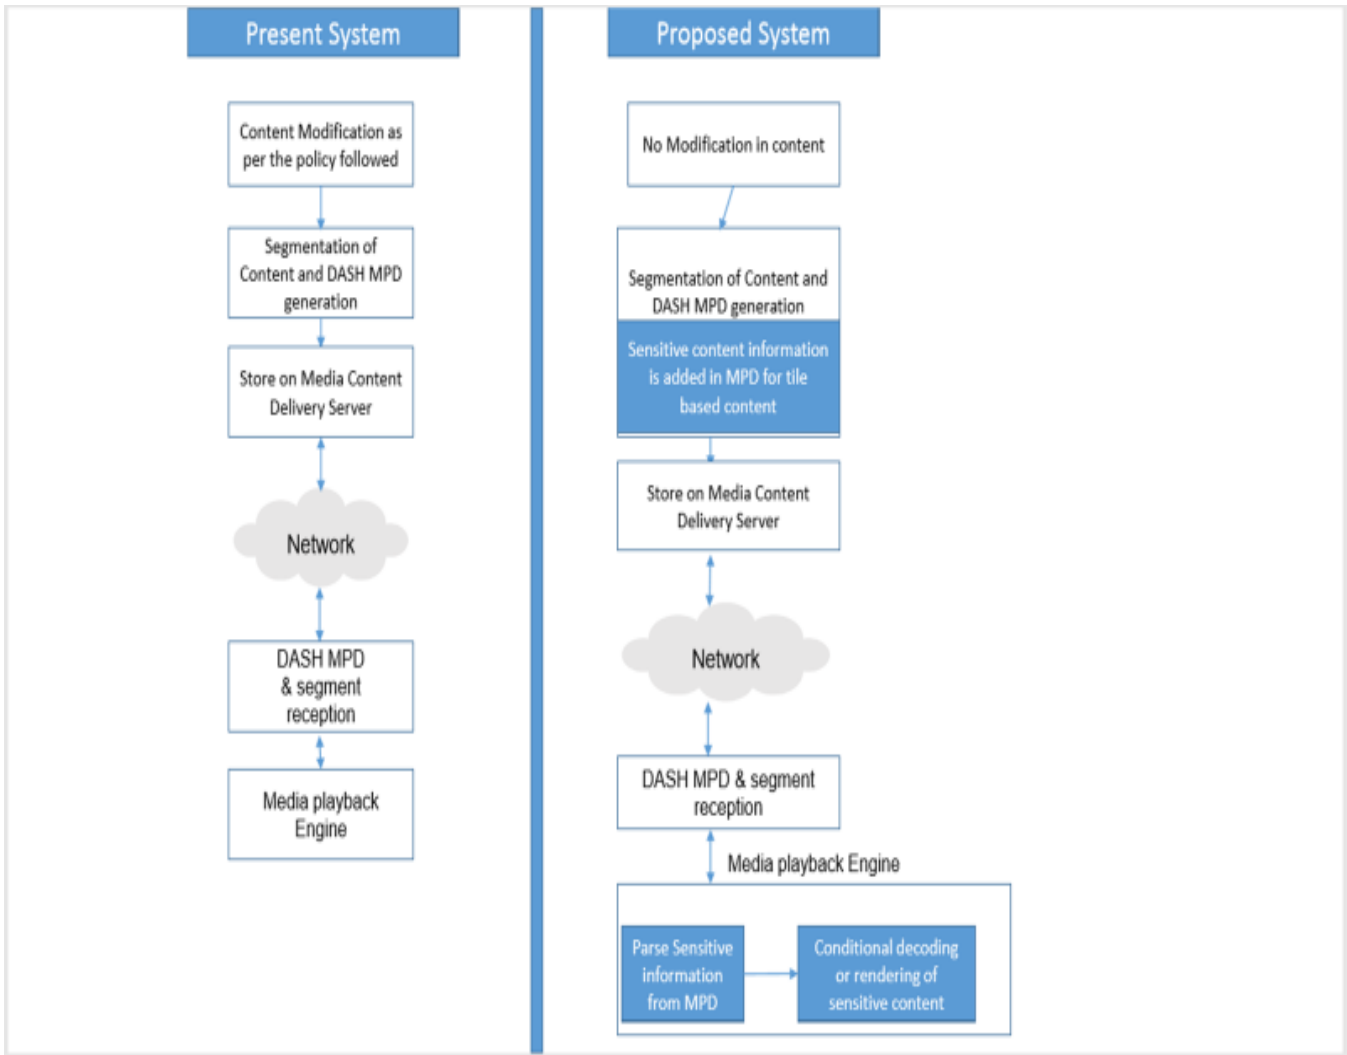 Present System
Content Modification as
per the policy followed
Segmentation of
Content and DASH MPD
generation
Store on Media Content
Delivery Server
Network
DASH MPD
& segment
reception
Media playback
Engine
Proposed System
No Modification in content
Segmentation of Content and
DASH MPD generation
Sensitive content information
is added in MPD for tile
based content
Store on Media Content
Delivery Server
Network
DASH MPD & segment
reception
Media playback Engine
Parse Sensitive
information
from MPD
Conditional decoding
or rendering of
sensitive content